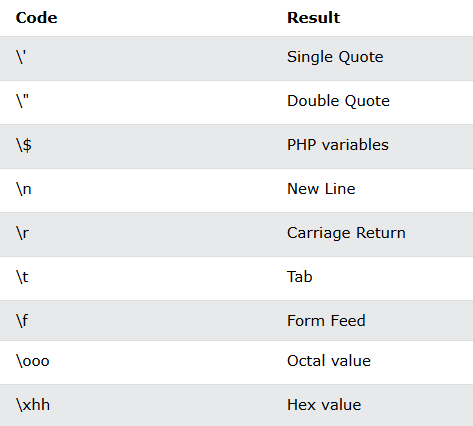 Code Result
\' Single Quote
\" Double Quote
\$ PHP variables
\n New Line
\r Carriage Return
\t Tab
\f Form Feed
\ooo Octal value
\xhh Hex value